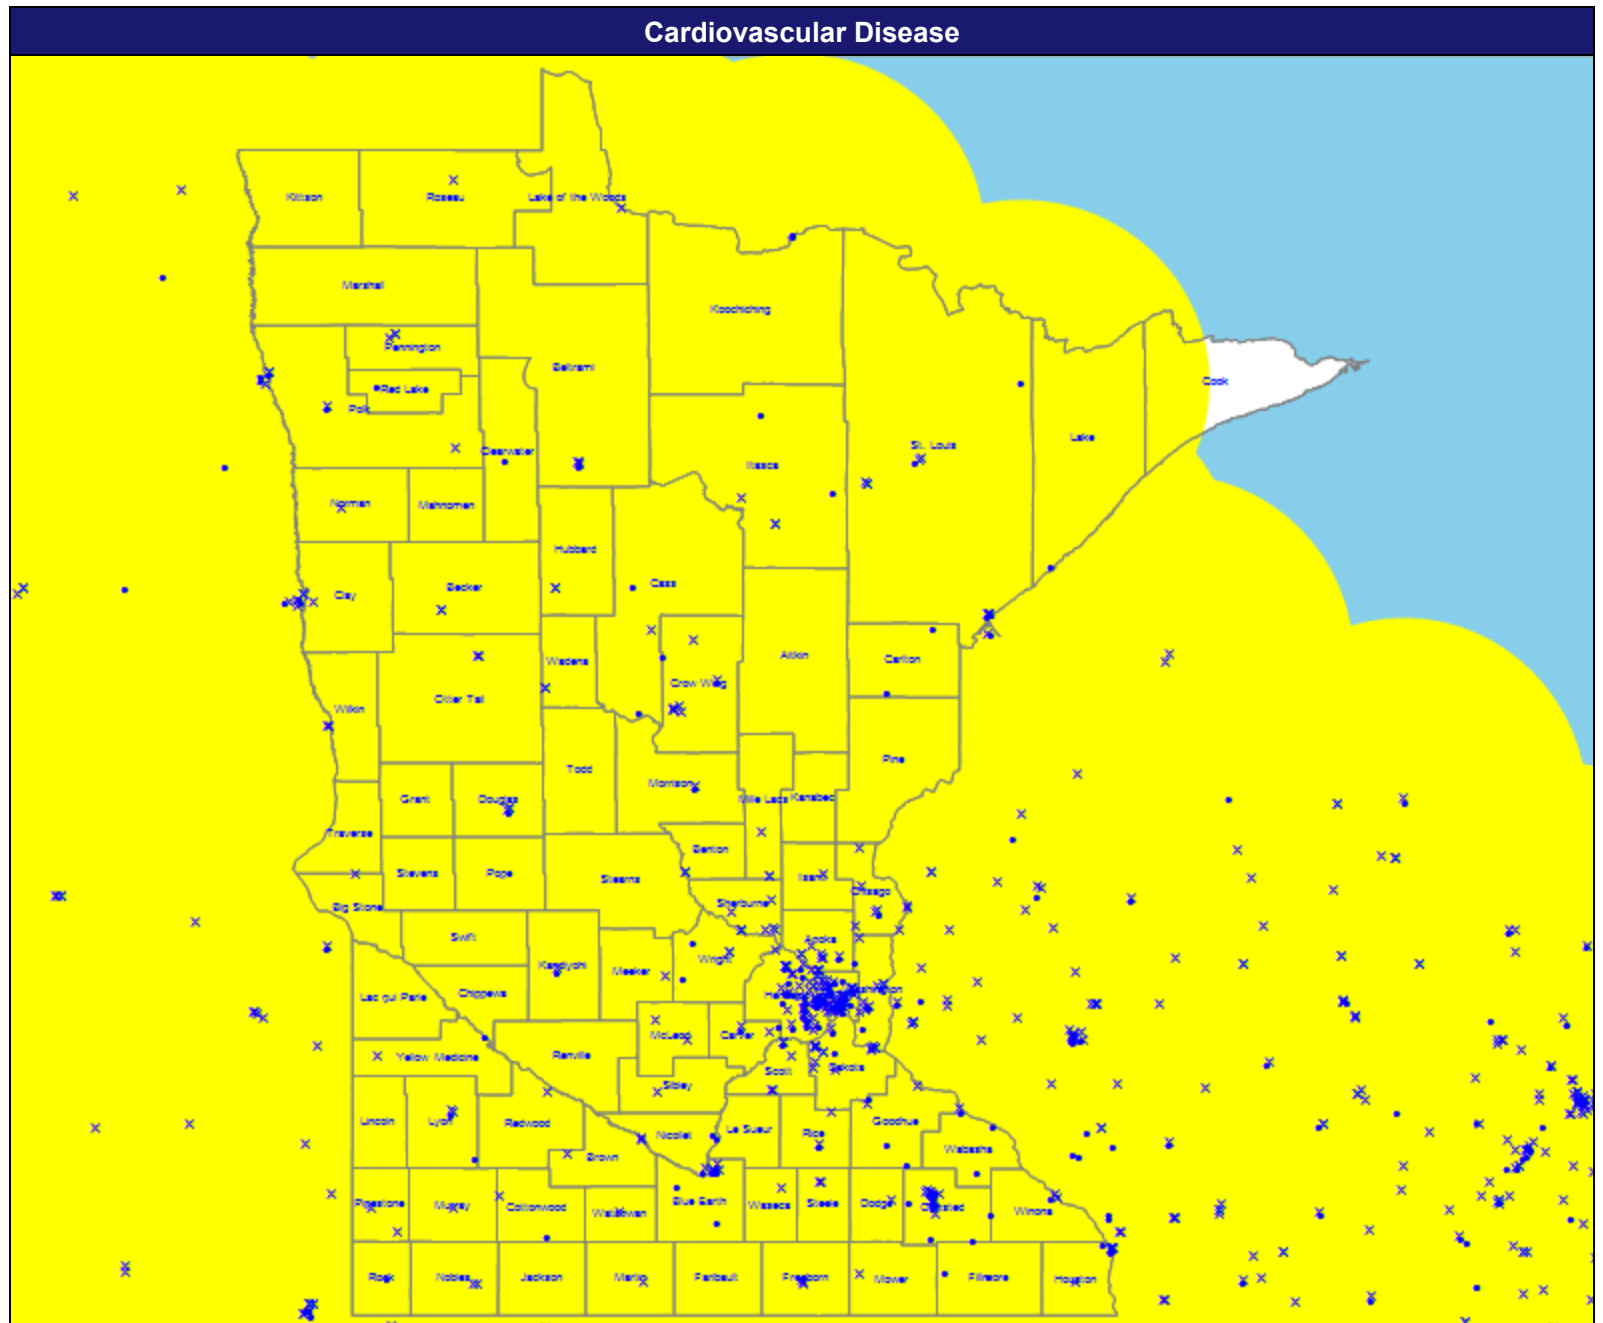 Cardiovascular Disease
Kittson
Roseau
Lake of the Woods
Marshall
Koochiching
Pennington
Beltrami
Cook
Red Lake
Polk
Lake
St. Louis
Clearwater
Itasca
Norman
Mahnomen
Hubbard
Cass
Becker
Clay
Aitkin
Carlton
Wadena
Crow Wing
Otter Tail
Wilkin
Pine
Todd
Morrison
Grant
Douglas
Mille Lacs
Kanabec
Traverse
Benton
Stevens
Pope
Isanti
Stearns
Chisago
Sherburne
Big Stone
Swift
Anoka
Wright
Kandiyohi
Meeker
Washington
Chippewa
Lac qui Parle
McLeod
Carver
Yellow Medicine
Renville
Dakota
Scott
Sibley
Lincoln
Lyon
Redwood
Goodhue
Le Sueur
Rice
Nicollet
Wabasha
Brown
Blue Earth
Pipestone
Murray
Cottonwood
Watonwan
Waseca
Steele
Dodge
Olmsted
Winona
Rock
Nobles
Jackson
Martin
Faribault
Freeborn
Mower
Fillmore
Houston